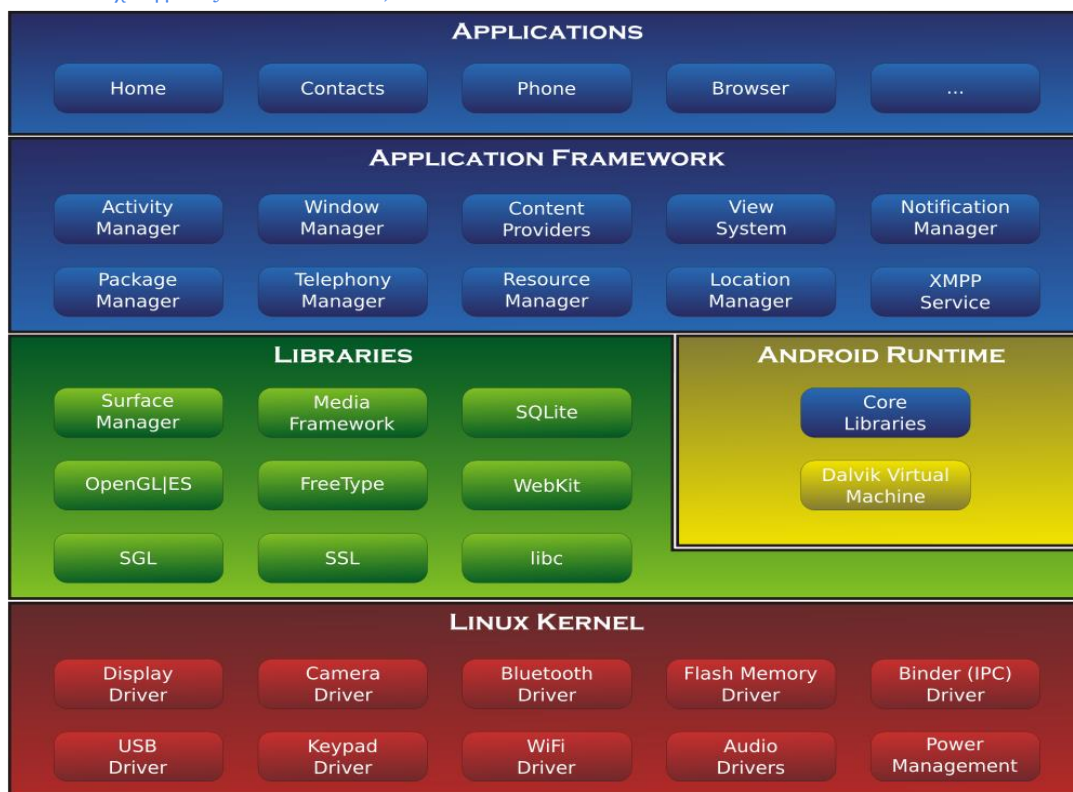 APPLICATIONS
Home
Contacts
Phone
Browser
...
APPLICATION FRAMEWORK
Activity
Manager
Window
Manager
Content
Providers
View
System
Notification
Manager
Package
Manager
Telephony
Manager
Resource
Manager
Location
Manager
XMPP
Service
LIBRARIES
Surface
Manager
Media
Framework
SQLite
OpenGL|ES
FreeType
WebKit
SGL
SSL
libc
ANDROID RUNTIME
Core
Libraries
Dalvik Virtual
Machine
LINUX KERNEL
Display
Driver
Camera
Driver
Bluetooth
Driver
Flash Memory
Driver
Binder (IPC)
Driver
USB
Driver
Keypad
Driver
WiFi
Driver
Audio
Drivers
Power
Management